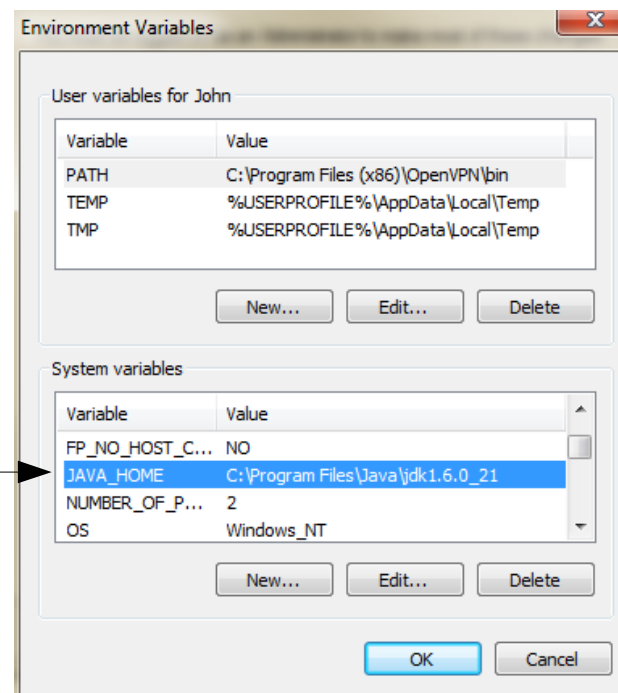 Environment Variables
User variables for John
Variable Value
PATH C:\Program Files (x86)\OpenVPN\bin
TEMP %USERPROFILE%\AppData\Local\Temp
TMP %USERPROFILE%\AppData\Local\Temp
New... Edit... Delete
System variables
Variable Value
FP_NO_HOST_C... NO
JAVA_HOME C:\Program Files\Java\jdk1.6.0_21
NUMBER_OF_P... 2
OS Windows_NT
New... Edit... Delete
OK Cancel